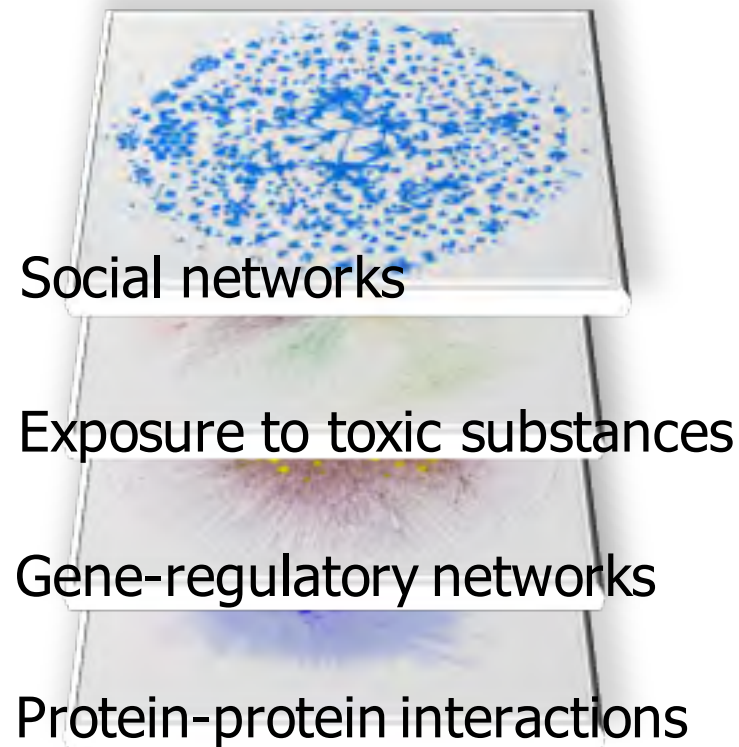 Social networks
Exposure to toxic substances
Gene-regulatory networks
Protein-protein interactions